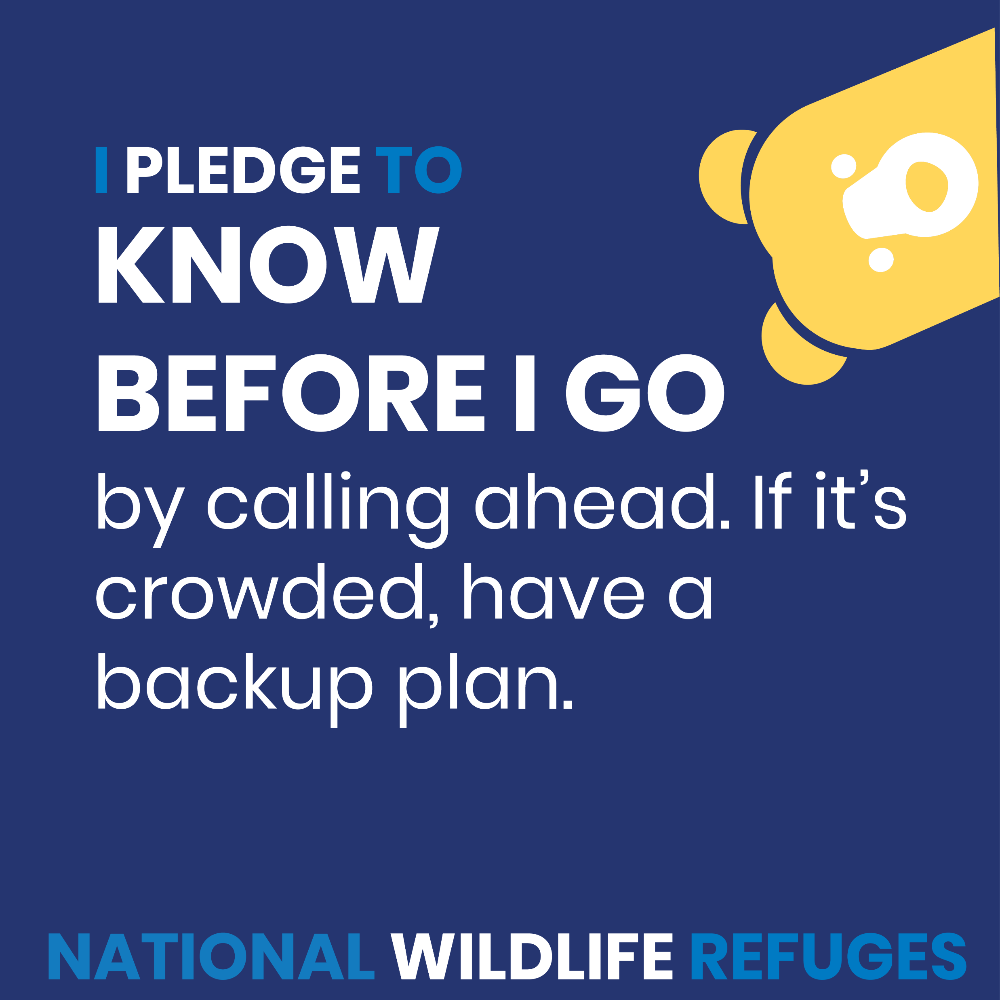 I PLEDGE TO
KNOW
BEFORE I GO
by calling ahead. If it's
crowded, have a
backup plan.
NATIONAL WILDLIFE REFUGES